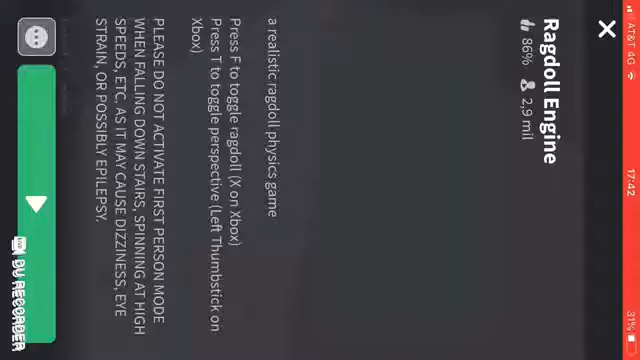 AT&T 4G 17:42 31%
Ragdoll Engine
86% 2,9 mil
a realistic ragdoll physics game
Press F to toggle ragdoll (X on Xbox)
Press T to toggle perspective (Left Thumbstick on
Xbox)
PLEASE DO NOT ACTIVATE FIRST PERSON MODE
WHEN FALLING DOWN STAIRS, SPINNING AT HIGH
SPEEDS, ETC. AS IT MAY CAUSE DIZZINESS, EYE
STRAIN, OR POSSIBLY EPILEPSY.
DU RECORDER